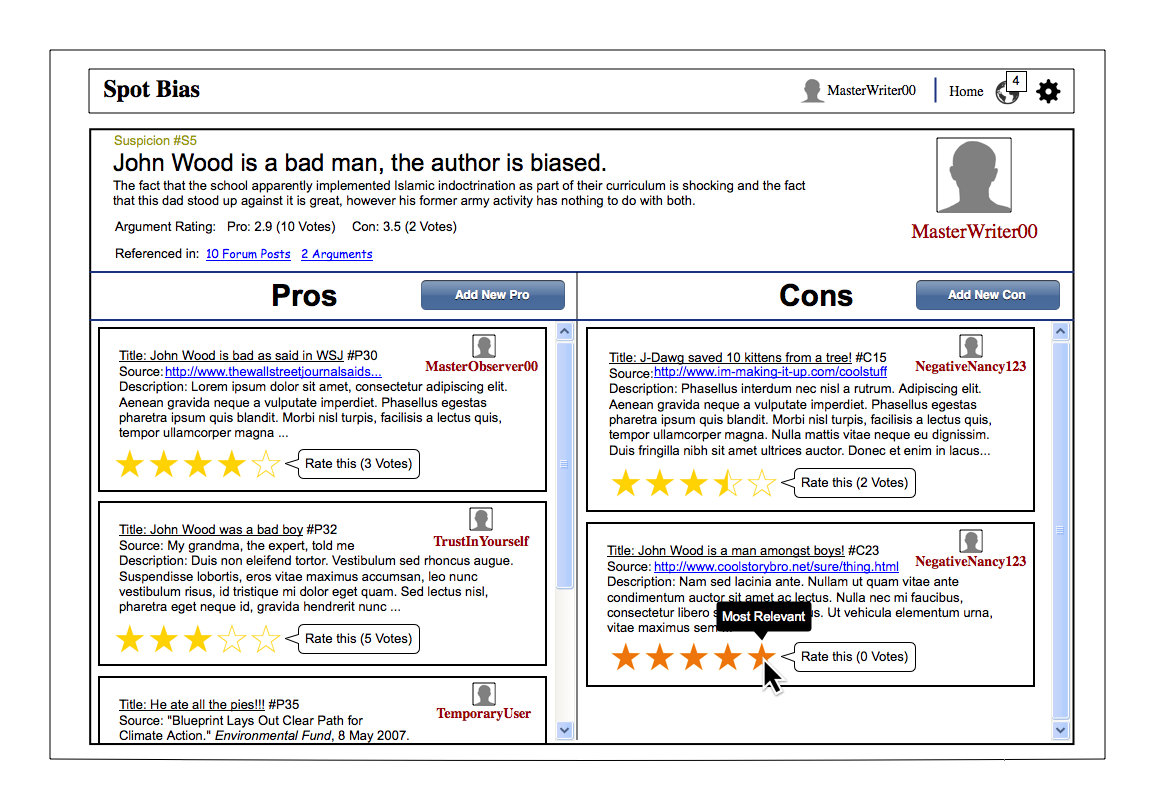 Spot Bias
MasterWriter00
Home
4
Suspicion #S5
John Wood is a bad man, the author is biased.
The fact that the school apparently implemented Islamic indoctrination as part of their curriculum is shocking and the fact
that this dad stood up against it is great, however his former army activity has nothing to do with both.
Argument Rating: Pro: 2.9 (10 Votes) Con: 3.5 (2 Votes)
Referenced in: 10 Forum Posts 2 Arguments
MasterWriter00
Pros
Add New Pro
Title: John Wood is bad as said in WSJ #P30
Source: http://www.thewallstreetjournalsaids...
MasterObserver00
Description: Lorem ipsum dolor sit amet, consectetur adipiscing elit.
Aenean gravida neque a vulputate imperdiet. Phasellus egestas
pharetra ipsum quis blandit. Morbi nisl turpis, facilisis a lectus quis,
tempor ullamcorper magna ...
Rate this (3 Votes)
Title: John Wood was a bad boy #P32
Source: My grandma, the expert, told me
TrustInYourself
Description: Duis non eleifend tortor. Vestibulum sed rhoncus augue.
Suspendisse lobortis, eros vitae maximus accumsan, leo nunc
vestibulum risus, id tristique mi dolor eget quam. Sed lectus nisl,
pharetra eget neque id, gravida hendrerit nunc ...
Rate this (5 Votes)
Title: He ate all the pies!!! #P35
TemporaryUser
Source: "Blueprint Lays Out Clear Path for
Climate Action." Environmental Fund, 8 May 2007.
Cons
Add New Con
Title: J-Dawg saved 10 kittens from a tree! #C15
Source:http://www.im-making-it-up.com/coolstuff
NegativeNancy123
Description: Phasellus interdum nec nisl a rutrum. Adipiscing elit.
Aenean gravida neque a vulputate imperdiet. Phasellus egestas
pharetra ipsum quis blandit. Morbi nisl turpis, facilisis a lectus quis,
tempor ullamcorper magna. Nulla mattis vitae neque eu dignissim.
Duis fringilla nibh sit amet ultrices auctor. Donec et enim in lacus...
Rate this (2 Votes)
Title: John Wood is a man amongst boys! #C23
Source: http://www.coolstorybro.net/sure/thing.html
NegativeNancy123
Description: Nam sed lacinia ante. Nullam ut quam vitae ante
condimentum auctor sit amet ac lectus. Nulla nec mi faucibus,
consectetur libero Ut vehicula elementum urna,
vitae maximus sem
Most Relevant
Rate this (0 Votes)